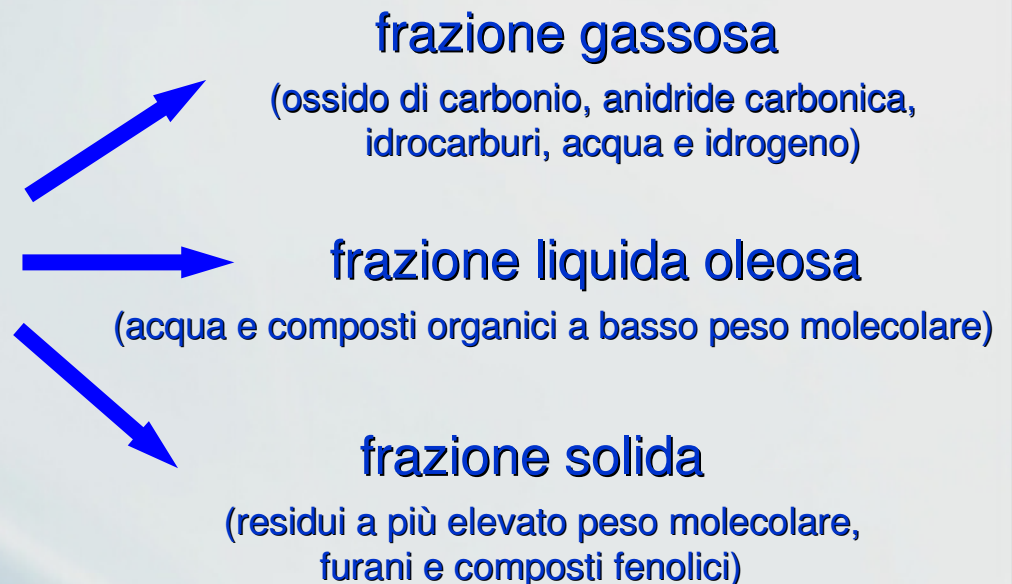 frazione gassosa
(ossido di carbonio, anidride carbonica,
idrocarburi, acqua e idrogeno)
frazione liquida oleosa
(acqua e composti organici a basso peso molecolare)
frazione solida
(residui a più elevato peso molecolare,
furani e composti fenolici)